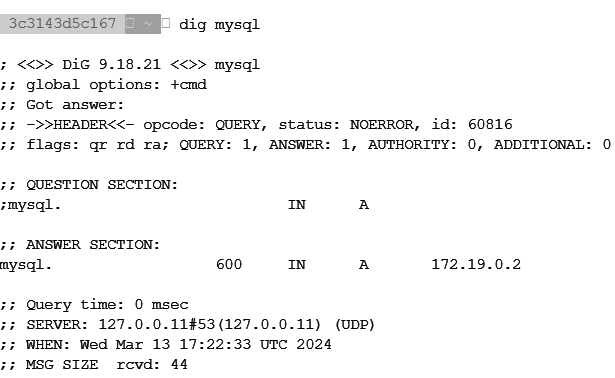 3c3143d5c167 ~ dig mysql
; <<>> DiG 9.18.21 <<>> mysql
;; global options: +cmd
;; Got answer:
;; ->>HEADER<<- opcode: QUERY, status: NOERROR, id: 60816
;; flags: qr rd ra; QUERY: 1, ANSWER: 1, AUTHORITY: 0, ADDITIONAL: 0
;; QUESTION SECTION:
;mysql. IN A
;; ANSWER SECTION:
mysql. 600 IN A 172.19.0.2
;; Query time: 0 msec
;; SERVER: 127.0.0.11#53(127.0.0.11) (UDP)
;; WHEN: Wed Mar 13 17:22:33 UTC 2024
;; MSG SIZE rcvd: 44